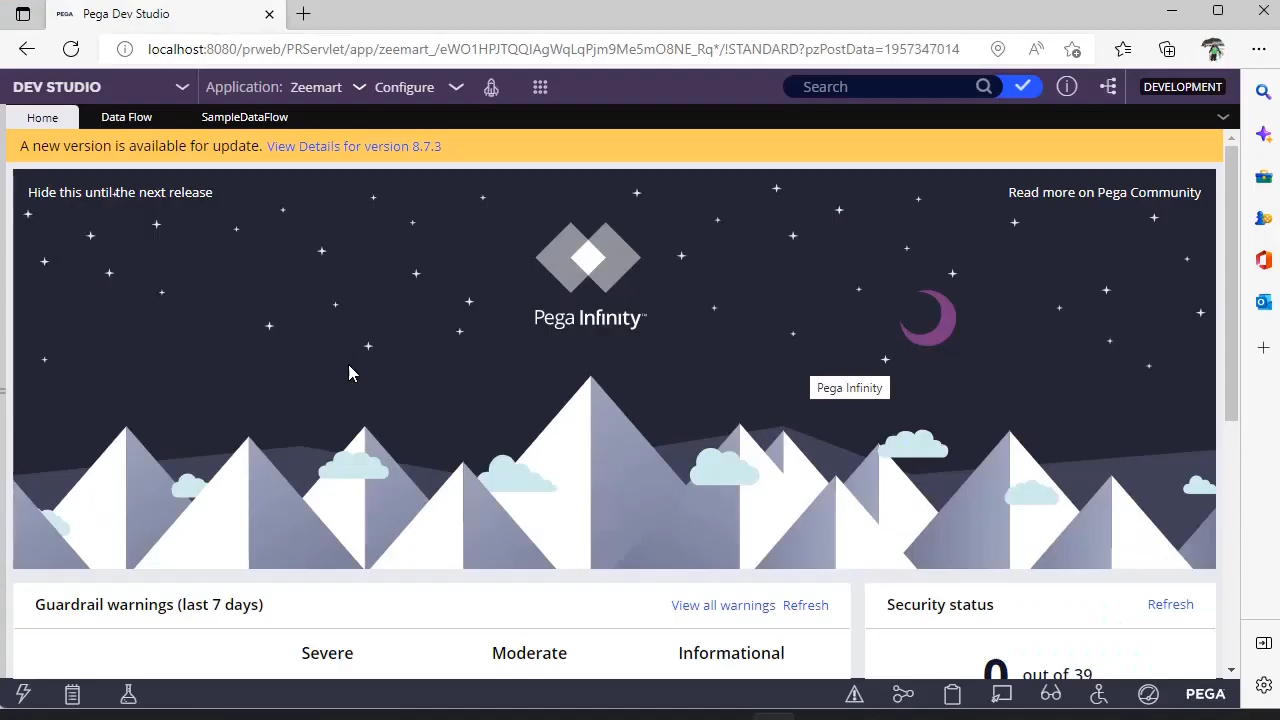 PEGA Pega Dev Studio
localhost:8080/prweb/PRServlet/app/zeemart_/eWO1HPJTQQIAgWqLqPjm9Me5mO8NE_Rq*/!STANDARD?pzPostData=1957347014
DEV STUDIO Application: Zeemart Configure Search DEVELOPMENT
Home Data Flow SampleDataFlow
A new version is available for update. View Details for version 8.7.3
Hide this until the next release Read more on Pega Community
Pega Infinity™
Pega Infinity
Guardrail warnings (last 7 days) View all warnings Refresh Security status Refresh
Severe Moderate Informational
0 out of 39
PEGA